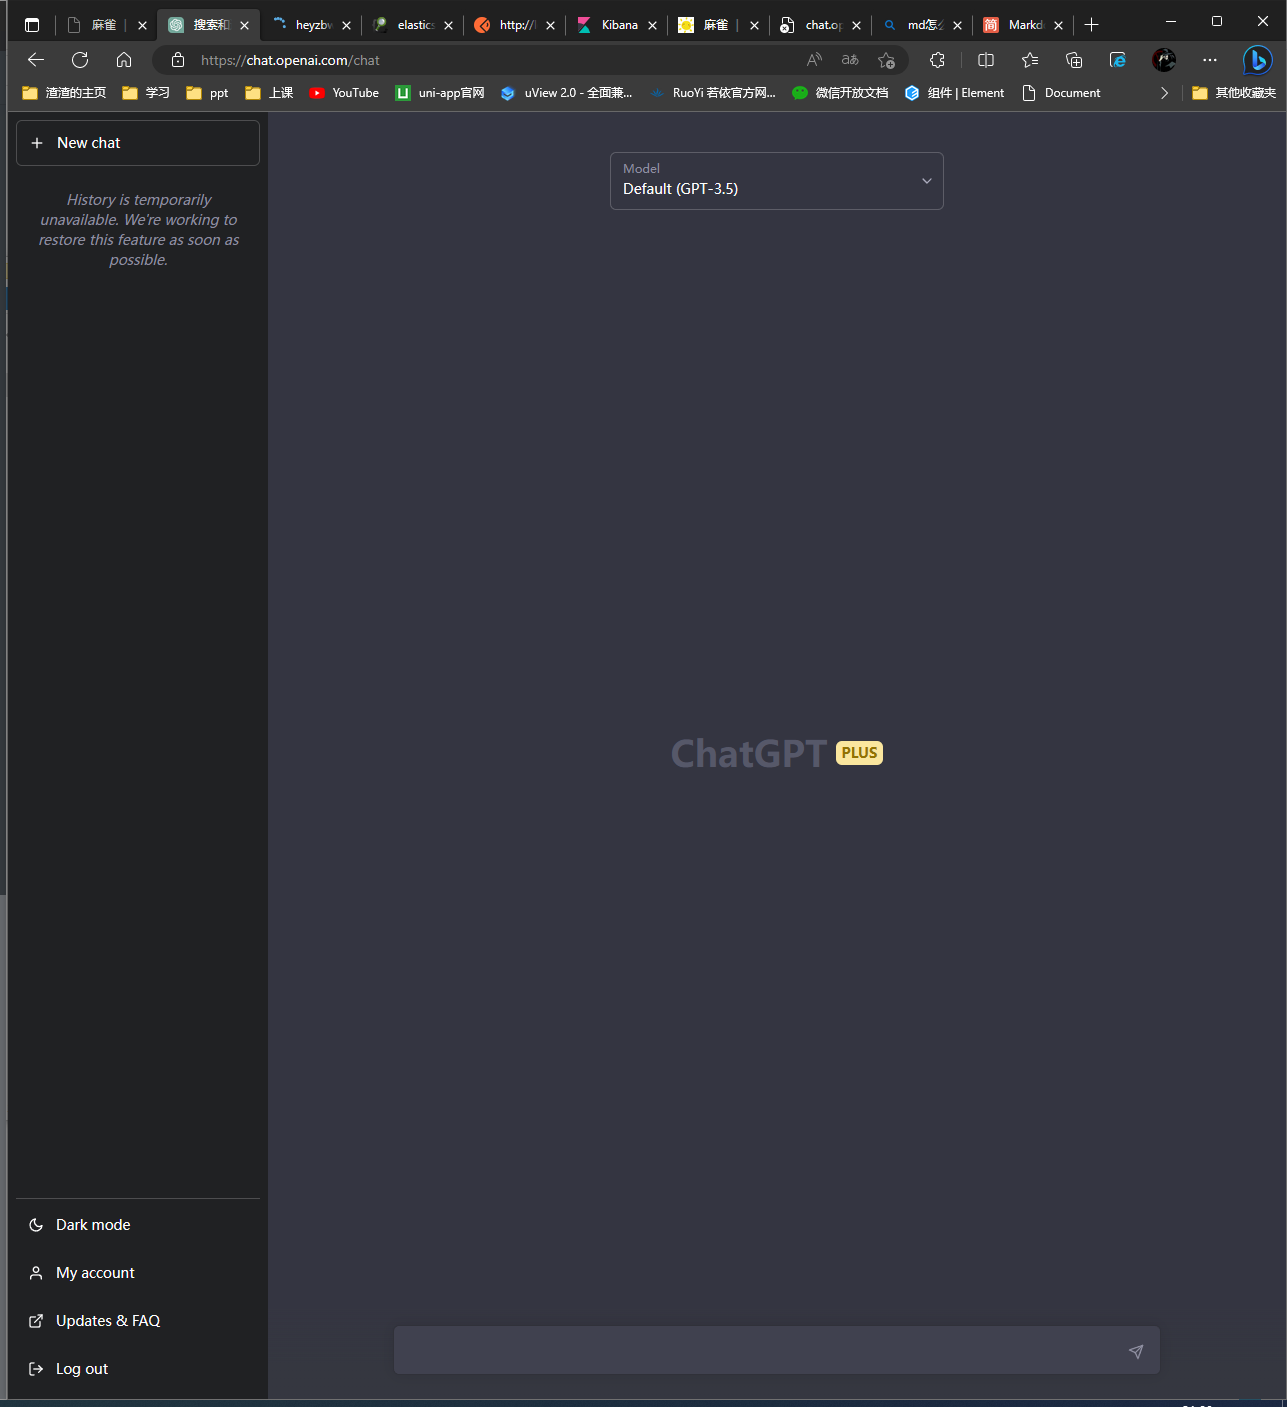 麻雀 |
搜索和
heyzbw
elastics
http://l
Kibana
麻雀 |
chat.op
md怎么
Markd
https://chat.openai.com/chat
渣渣的主页
学习
ppt
上课
YouTube
uni-app官网
uView 2.0 - 全面兼...
RuoYi 若依官方网...
微信开放文档
组件 | Element
Document
其他收藏夹
New chat
History is temporarily
unavailable. We're working to
restore this feature as soon as
possible.
Model
Default (GPT-3.5)
ChatGPT PLUS
Dark mode
My account
Updates & FAQ
Log out